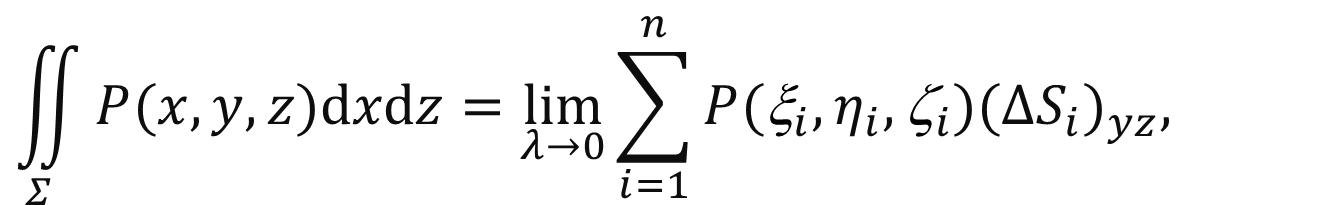 ∬_Σ P(x, y, z)dxdz = lim_{λ→0} ∑_{i=1}^{n} P(ξ_i, η_i, ζ_i)(ΔS_i)_{yz},